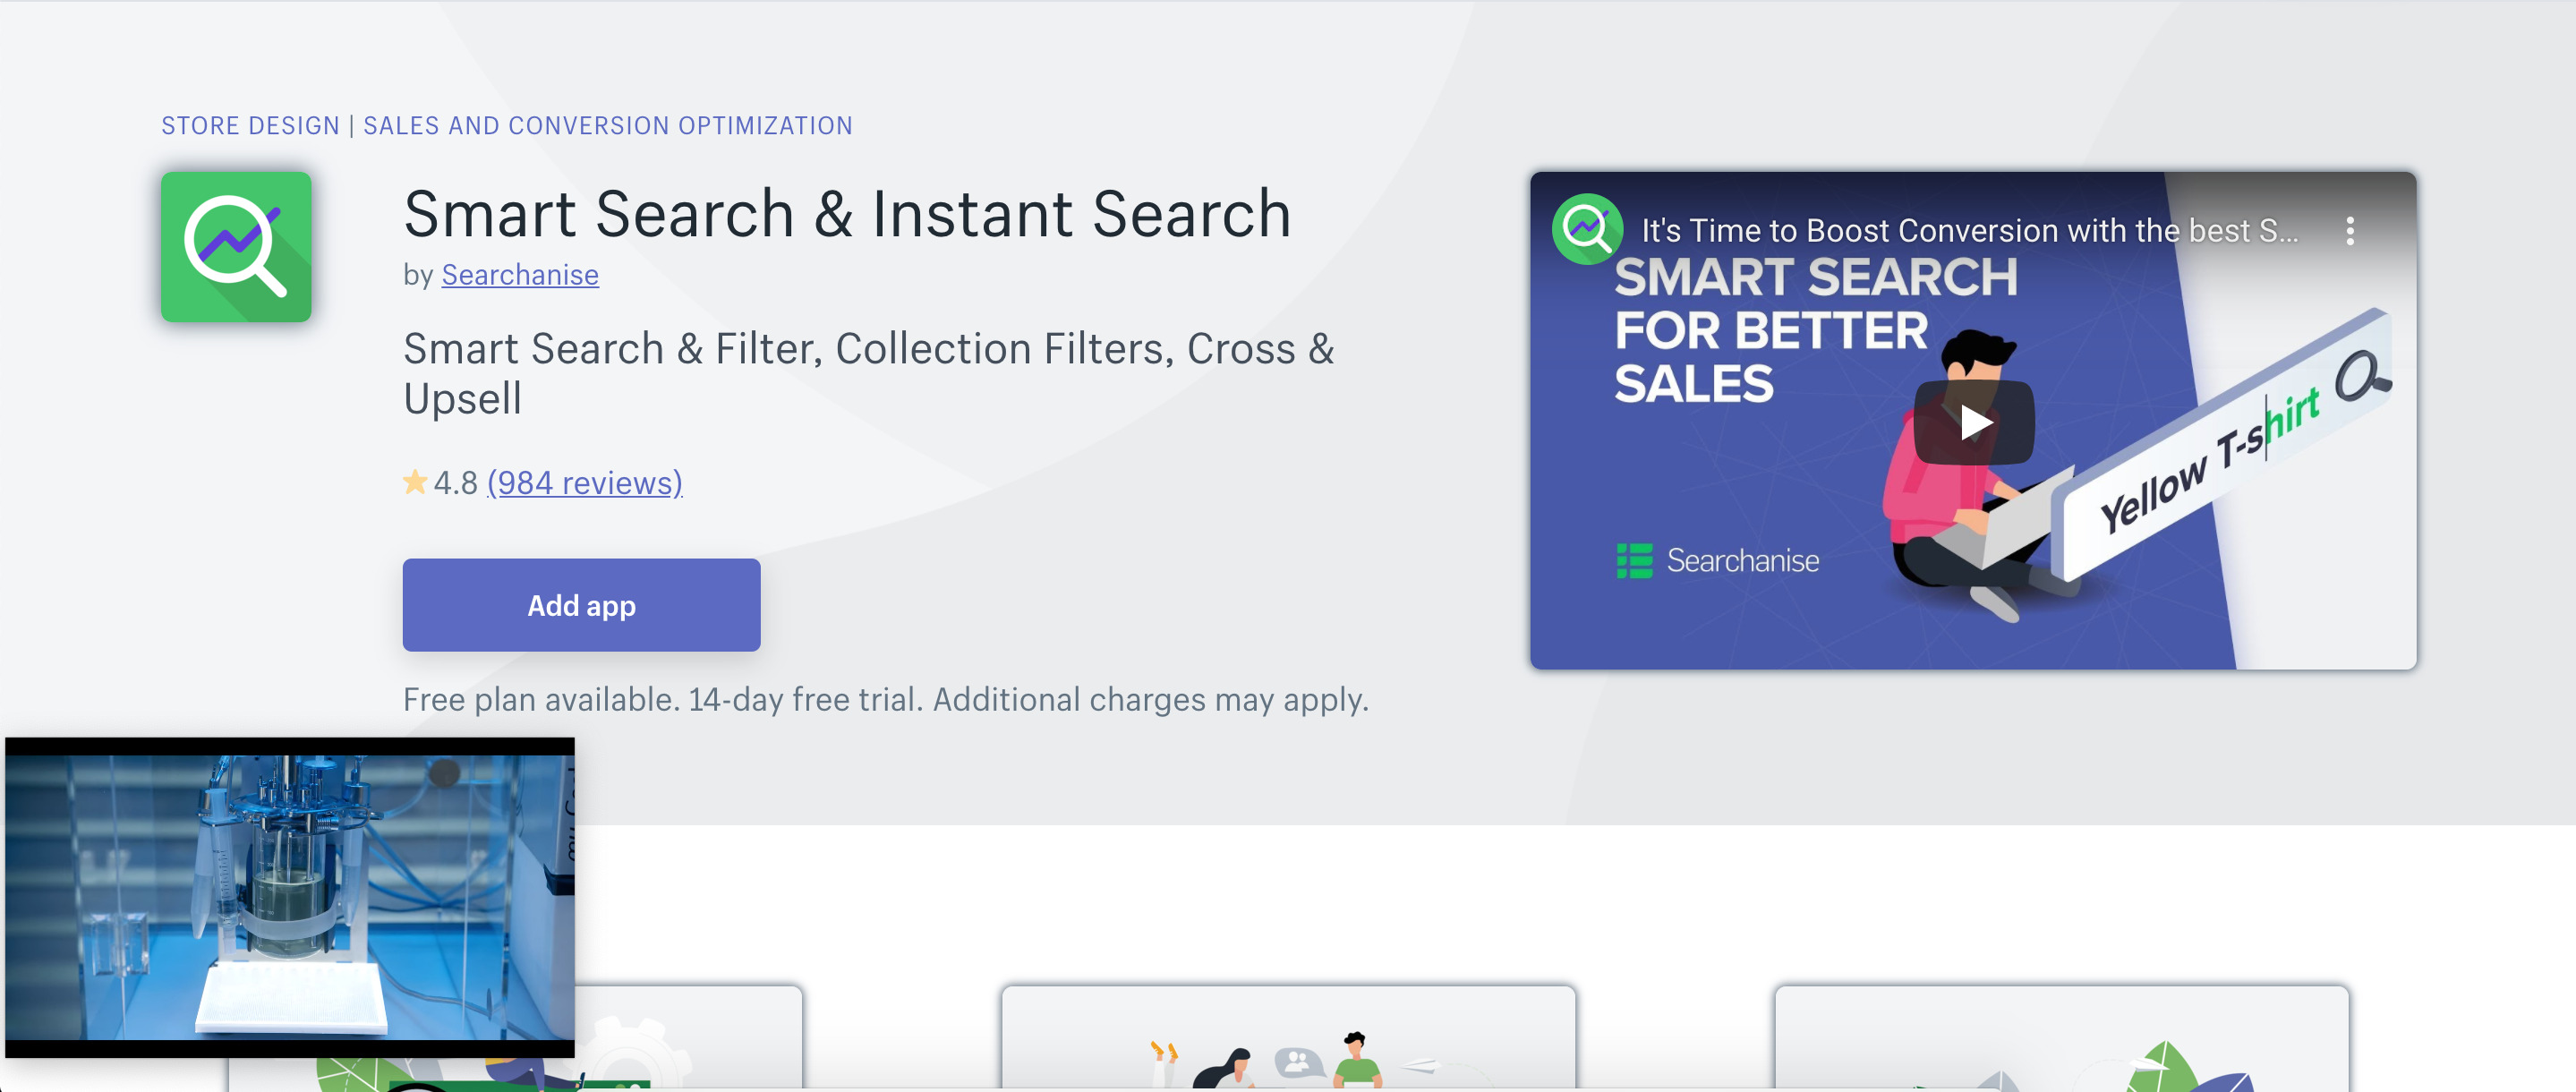 STORE DESIGN | SALES AND CONVERSION OPTIMIZATION
Smart Search & Instant Search
by Searchanise
Smart Search & Filter, Collection Filters, Cross &
Upsell
4.8 (984 reviews)
Add app
Free plan available. 14-day free trial. Additional charges may apply.
It's Time to Boost Conversion with the best S...
SMART SEARCH
FOR BETTER
SALES
Yellow T-shirt
Searchanise